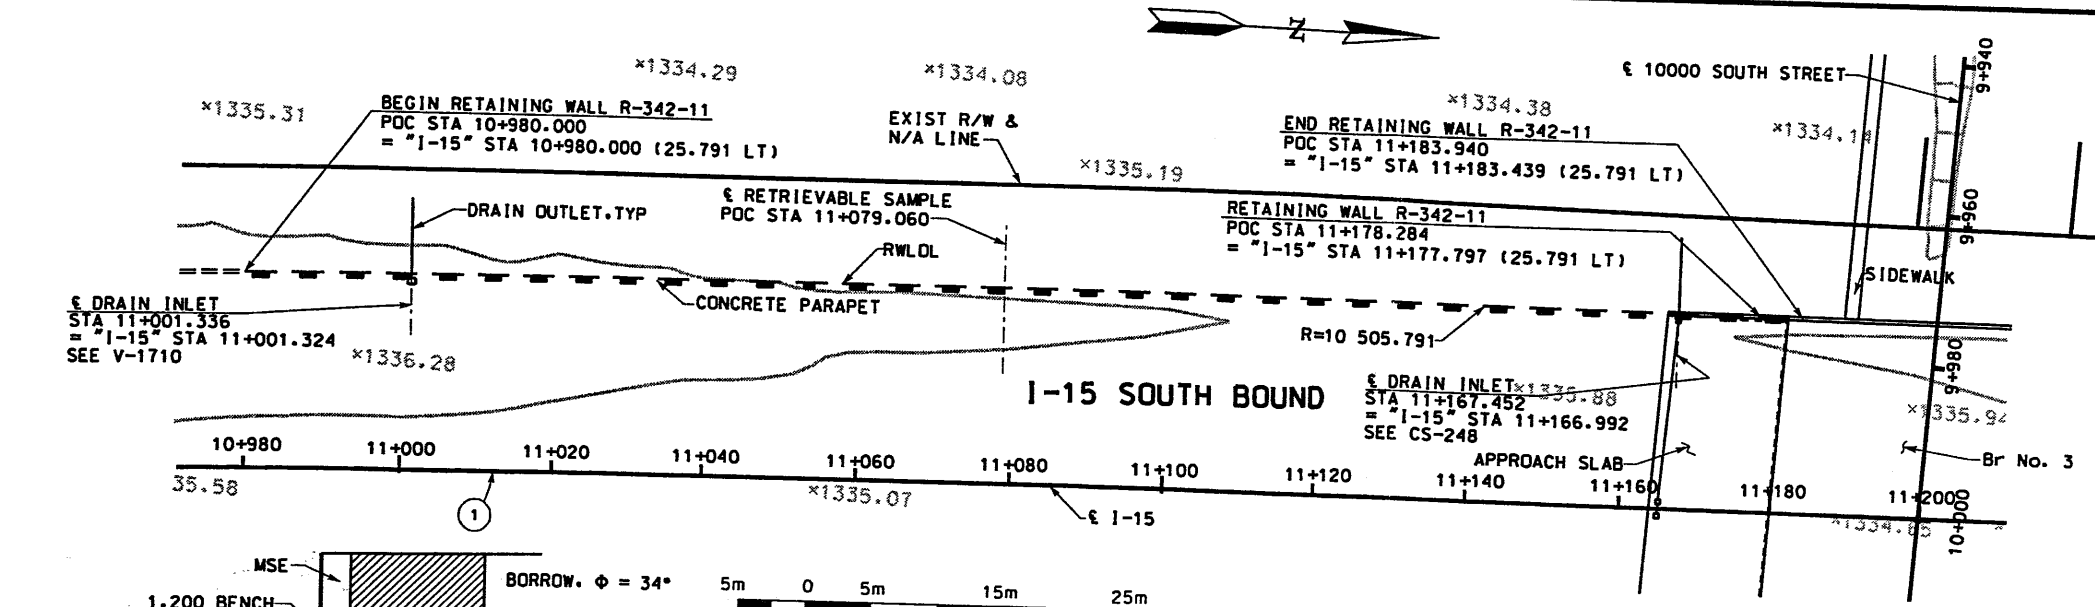 N
×1334.29
×1334.08
×1335.31
×1334.38
×1334.1
BEGIN RETAINING WALL R-342-11
POC STA 10+980.000
= "I-15" STA 10+980.000 (25.791 LT)
EXIST R/W &
N/A LINE
×1335.19
END RETAINING WALL R-342-11
POC STA 11+183.940
= "I-15" STA 11+183.439 (25.791 LT)
℄ 10000 SOUTH STREET
9+940
9+960
9+980
10+000
DRAIN OUTLET.TYP
℄ RETRIEVABLE SAMPLE
POC STA 11+079.060
RETAINING WALL R-342-11
POC STA 11+178.284
= "I-15" STA 11+177.797 (25.791 LT)
RWLOL
CONCRETE PARAPET
SIDEWALK
℄ DRAIN INLET
STA 11+001.336
= "I-15" STA 11+001.324
SEE V-1710
×1336.28
R=10 505.791
I-15 SOUTH BOUND
℄ DRAIN INLET
STA 11+167.452
= "I-15" STA 11+166.992
SEE CS-248
×1335.88
×1335.94
APPROACH SLAB
Br No. 3
10+980
11+000
11+020
11+040
11+060
11+080
11+100
11+120
11+140
11+160
11+180
11+200
35.58
1
×1335.07
℄ I-15
×1334.65
MSE
1.200 BENCH
BORROW. Φ = 34°
5m 0 5m 15m 25m